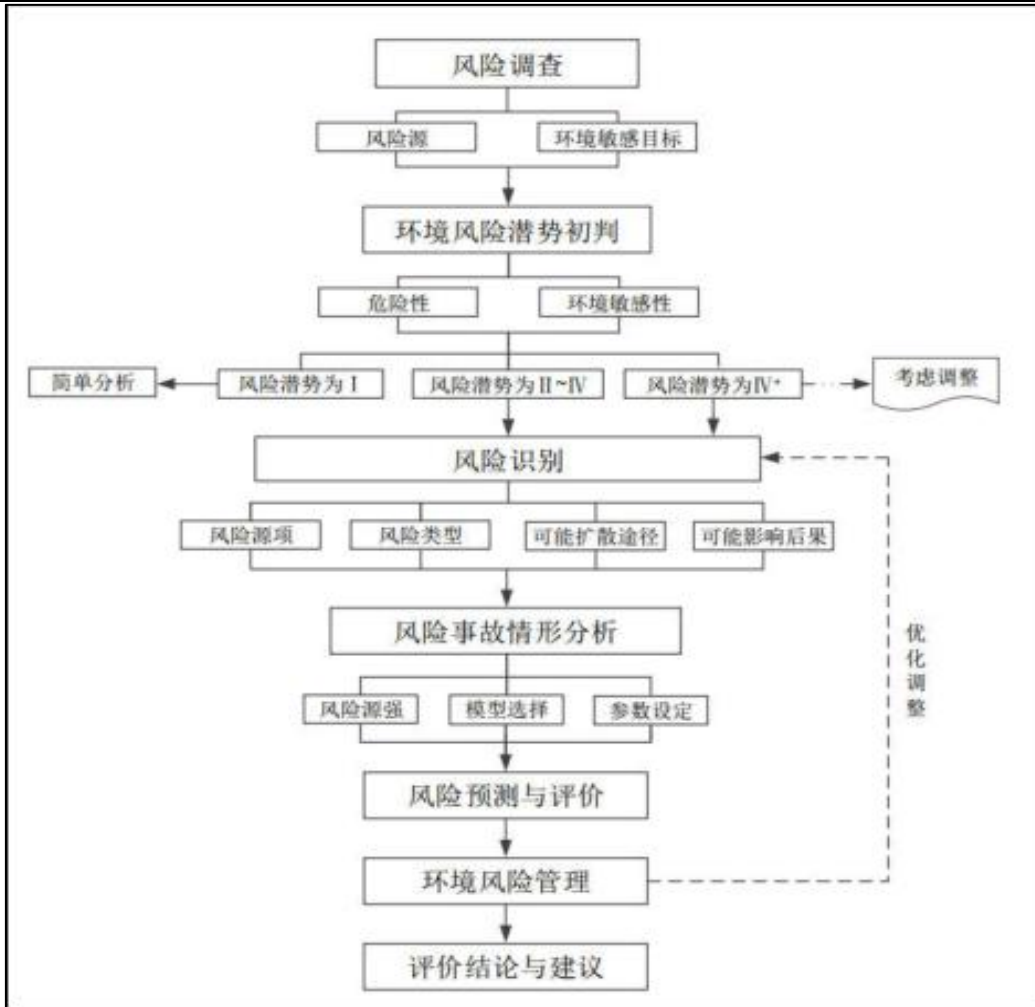 风险调查
风险源
环境敏感目标
环境风险潜势初判
危险性
环境敏感性
简单分析
风险潜势为Ⅰ
风险潜势为Ⅱ~Ⅳ
风险潜势为Ⅳ⁺
考虑调整
风险识别
风险源项
风险类型
可能扩散途径
可能影响后果
风险事故情形分析
优化调整
风险源强
模型选择
参数设定
风险预测与评价
环境风险管理
评价结论与建议